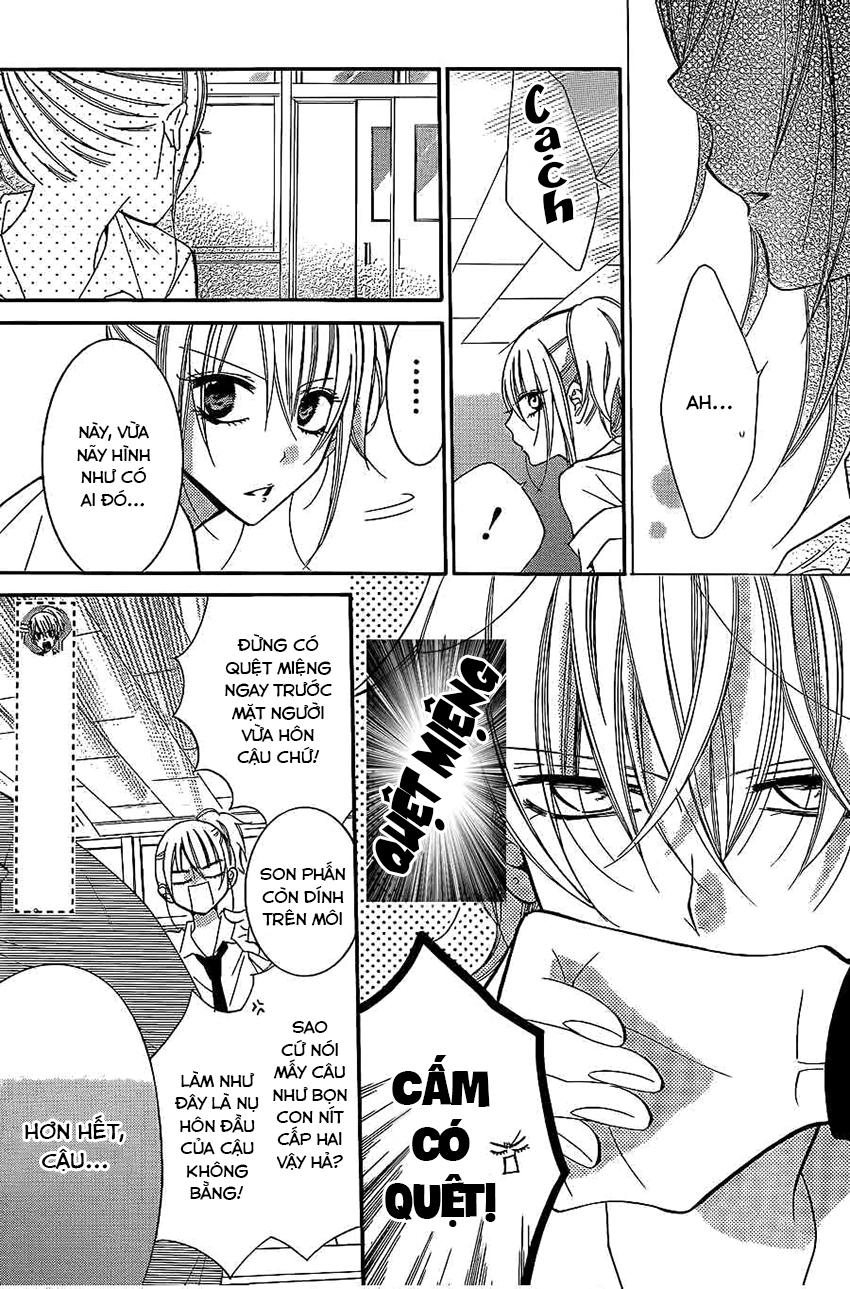 AH...
Cạch
!
......
NÀY, VỪA
NÃY HÌNH
NHƯ CÓ
AI ĐÓ...
QUỆT MIỆNG
CẤM
CÓ
QUỆT!
ĐỪNG CÓ
QUỆT MIỆNG
NGAY TRƯỚC
MẶT NGƯỜI
VỪA HÔN
CẬU CHỨ!
SON PHẤN
CÒN DÍNH
TRÊN MÔI
SAO
CỨ NÓI
MẤY CÂU
NHƯ BỌN
CON NÍT
CẤP HAI
VẬY HẢ?
LÀM NHƯ
ĐÂY LÀ NỤ
HÔN ĐẦU
CỦA CẬU
KHÔNG
BẰNG!
HƠN HẾT,
CẬU...